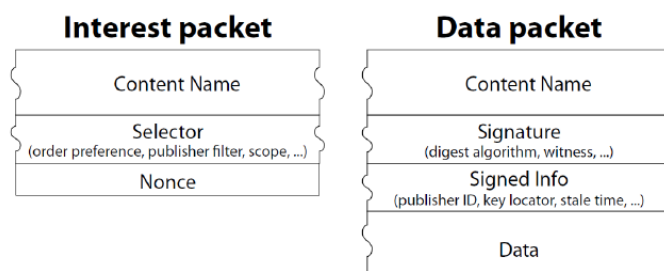 Interest packet
Content Name
Selector
(order preference, publisher filter, scope, ...)
Nonce
Data packet
Content Name
Signature
(digest algorithm, witness, ...)
Signed Info
(publisher ID, key locator, stale time, ...)
Data